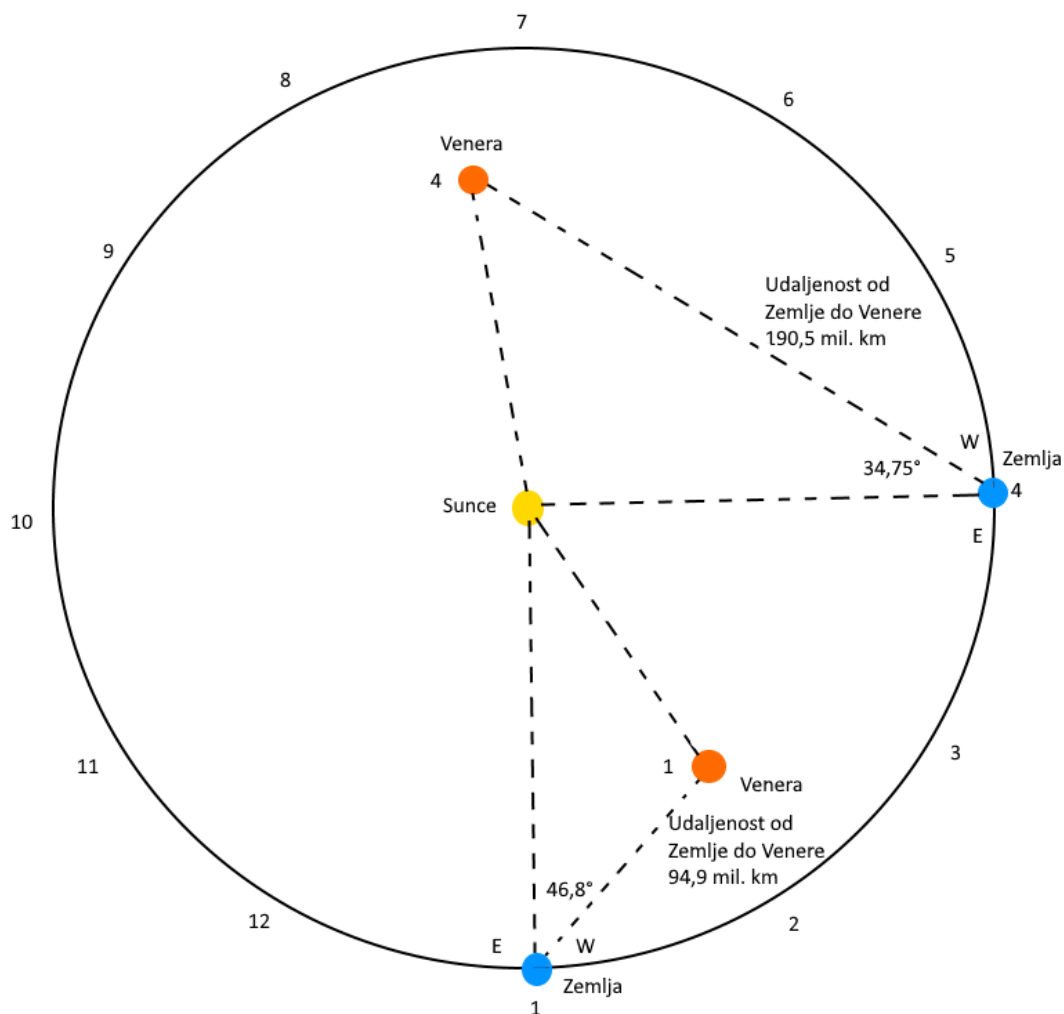 7
8
6
Venera
4
9
5
Udaljenost od
Zemlje do Venere
190,5 mil. km
W
Zemlja
34,75°
4
Sunce
10
E
3
11
1
Venera
Udaljenost od
Zemlje do Venere
94,9 mil. km
46,8°
12
2
E
W
Zemlja
1